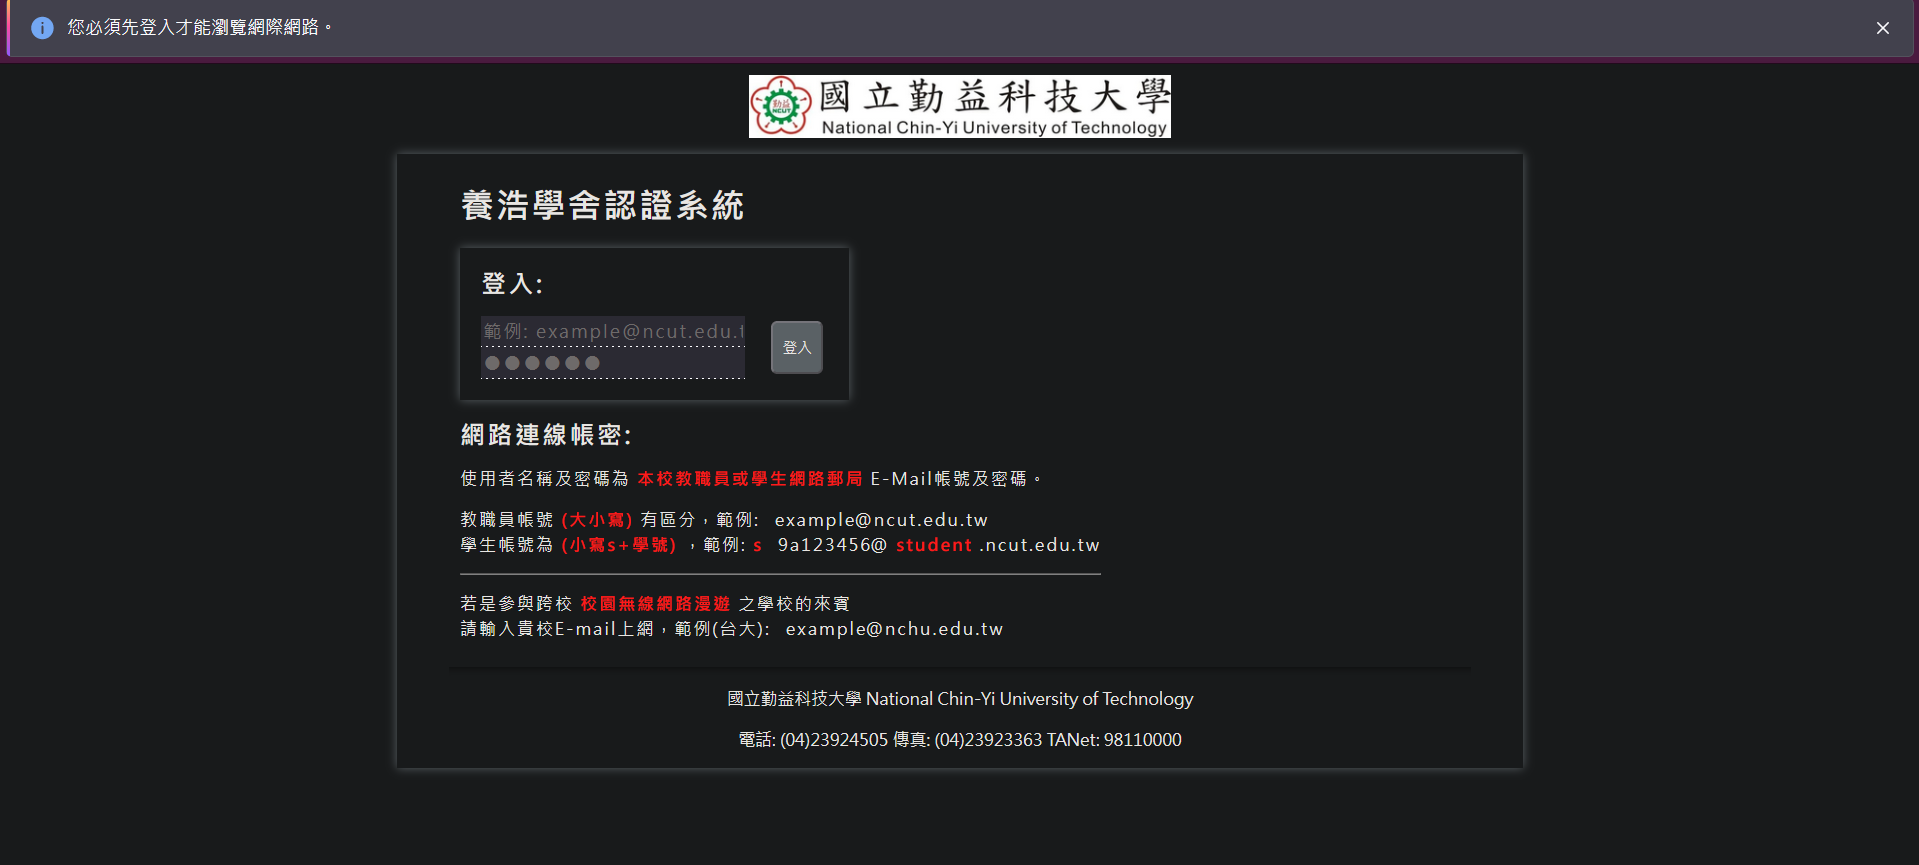 您必須先登入才能瀏覽網際網路。
勤益
NCUT
國立勤益科技大學
National Chin-Yi University of Technology
養浩學舍認證系統
登入:
範例: example@ncut.edu.t
登入
網路連線帳密:
使用者名稱及密碼為 本校教職員或學生網路郵局 E-Mail帳號及密碼。
教職員帳號 (大小寫) 有區分，範例: example@ncut.edu.tw
學生帳號為 (小寫s+學號) ，範例: s 9a123456@ student .ncut.edu.tw
若是參與跨校 校園無線網路漫遊 之學校的來賓
請輸入貴校E-mail上網，範例(台大): example@nchu.edu.tw
國立勤益科技大學 National Chin-Yi University of Technology
電話: (04)23924505 傳真: (04)23923363 TANet: 98110000